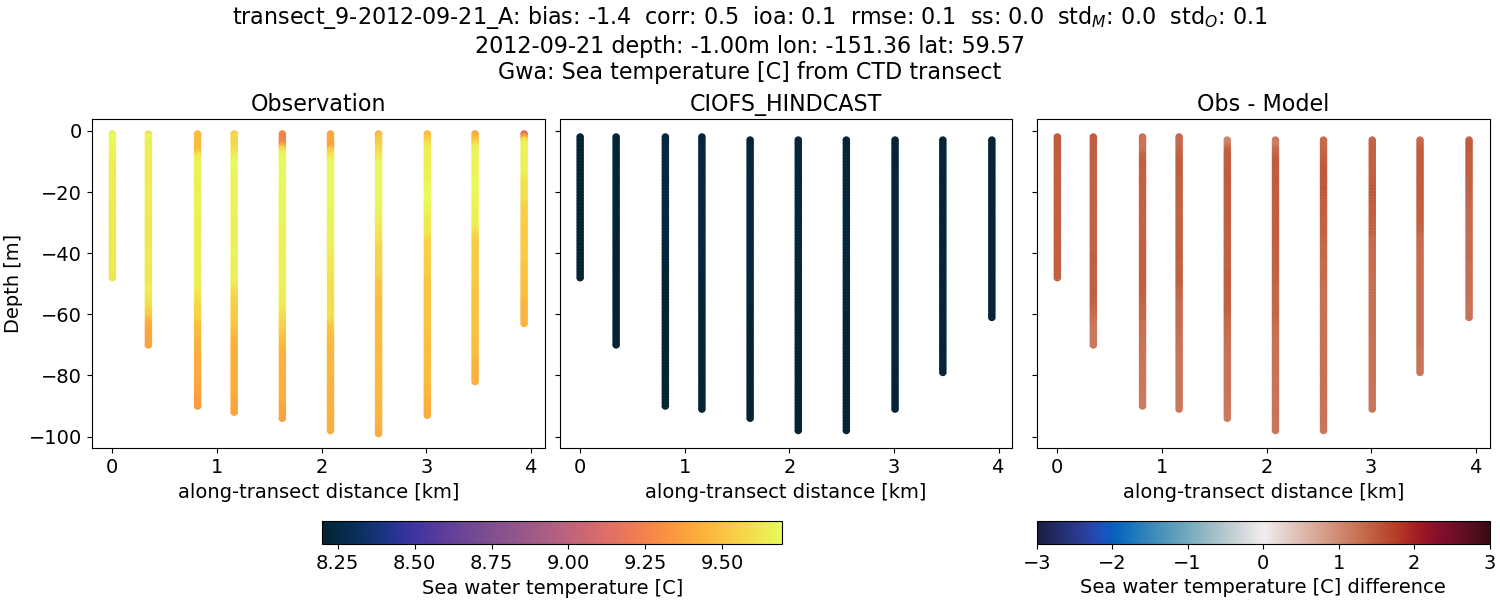 transect_9-2012-09-21_A: bias: -1.4 corr: 0.5 ioa: 0.1 rmse: 0.1 ss: 0.0 std_M: 0.0 std_O: 0.1
2012-09-21 depth: -1.00m lon: -151.36 lat: 59.57
Gwa: Sea temperature [C] from CTD transect
Observation
CIOFS_HINDCAST
Obs - Model
Depth [m]
0
−20
−40
−60
−80
−100
0 1 2 3 4
0 1 2 3 4
0 1 2 3 4
along-transect distance [km]
along-transect distance [km]
along-transect distance [km]
8.25 8.50 8.75 9.00 9.25 9.50
Sea water temperature [C]
−3 −2 −1 0 1 2 3
Sea water temperature [C] difference